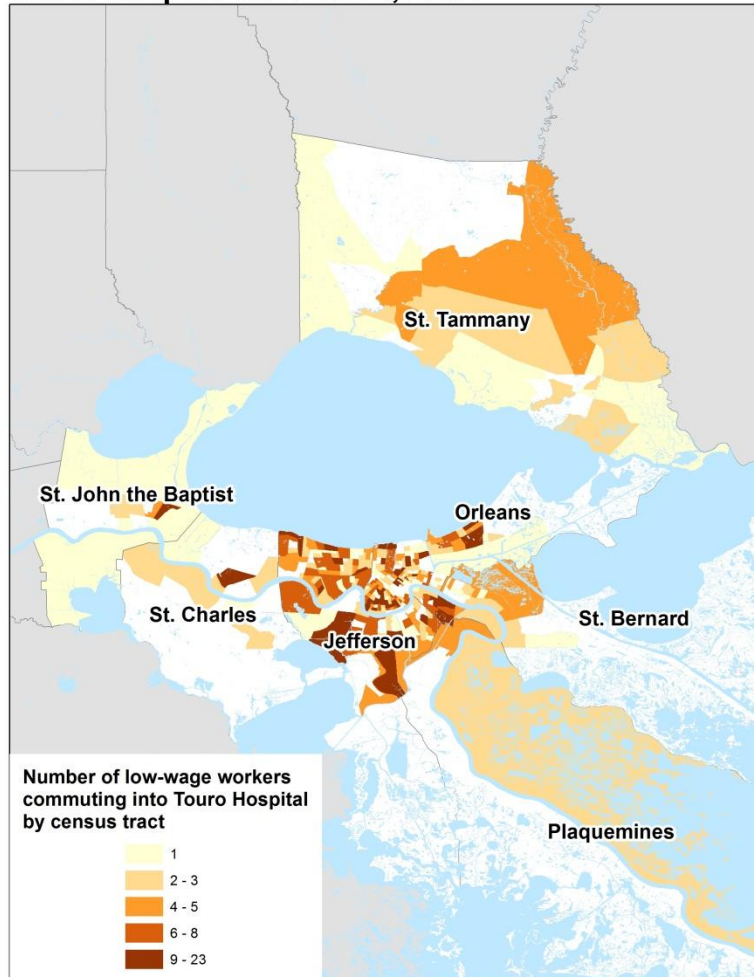 St. Tammany
St. John the Baptist
Orleans
St. Charles
St. Bernard
Jefferson
Plaquemines
Number of low-wage workers
commuting into Touro Hospital
by census tract
1
2 - 3
4 - 5
6 - 8
9 - 23